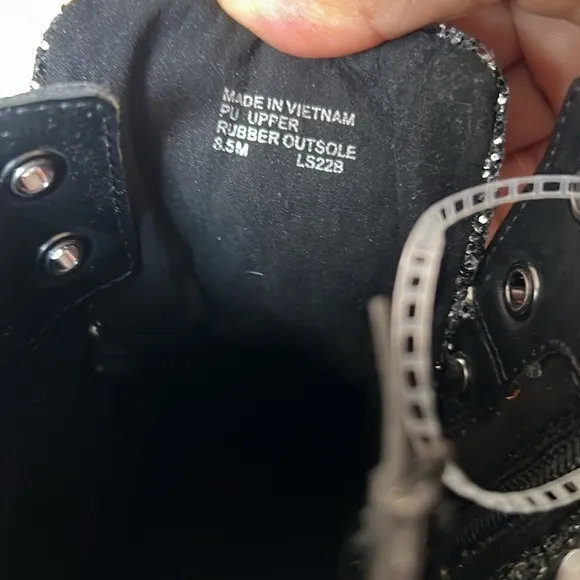 MADE IN VIETNAM
PU UPPER
RUBBER OUTSOLE
8.5M LS22B